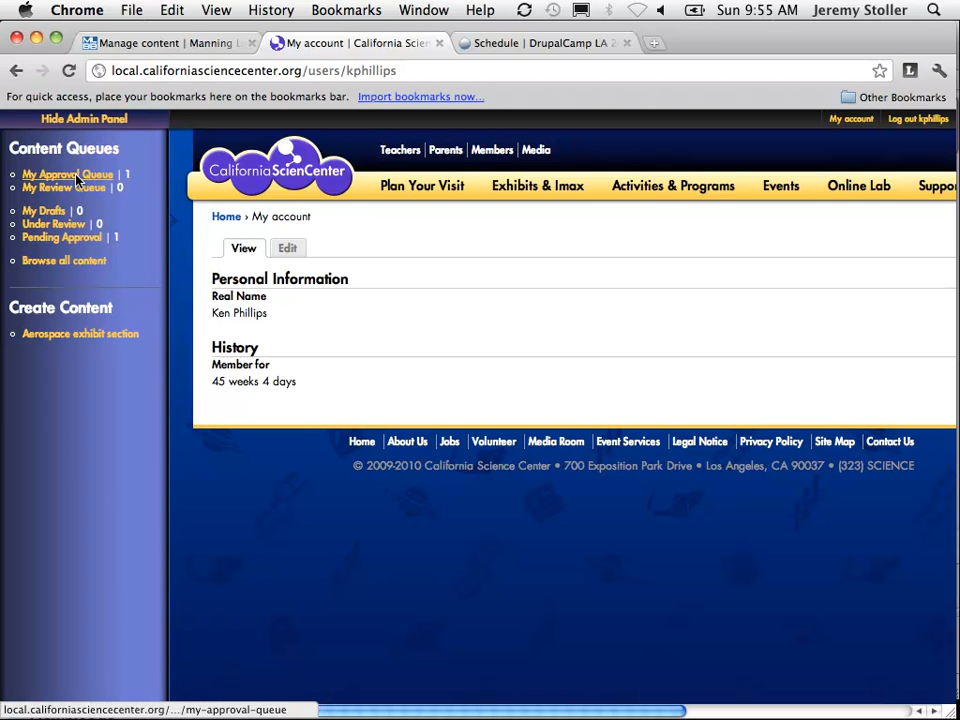 Chrome File Edit View History Bookmarks Window Help Sun 9:55 AM Jeremy Stoller
Manage content | Manning My account | California Scien Schedule | DrupalCamp LA 2
local.californiasciencecenter.org/users/kphillips
For quick access, place your bookmarks here on the bookmarks bar. Import bookmarks now... Other Bookmarks
Hide Admin Panel My account Log out kphillips
Content Queues
My Approval Queue | 1
My Review Queue | 0
My Drafts | 0
Under Review | 0
Pending Approval | 1
Browse all content
Create Content
Aerospace exhibit section
California ScienCenter
Teachers | Parents | Members | Media
Plan Your Visit Exhibits & Imax Activities & Programs Events Online Lab Suppor
Home › My account
View Edit
Personal Information
Real Name
Ken Phillips
History
Member for
45 weeks 4 days
Home | About Us | Jobs | Volunteer | Media Room | Event Services | Legal Notice | Privacy Policy | Site Map | Contact Us
© 2009-2010 California Science Center • 700 Exposition Park Drive • Los Angeles, CA 90037 • (323) SCIENCE
local.californiasciencecenter.org/.../my-approval-queue